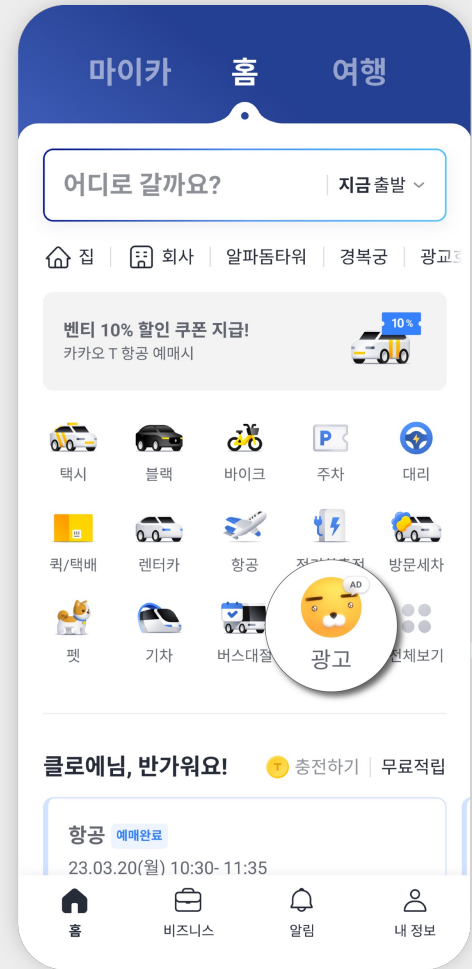 마이카 홈 여행
어디로 갈까요? 지금 출발
집 회사 알파돔타워 경복궁 광교
벤티 10% 할인 쿠폰 지급!
10%
카카오 T 항공 예매시
P
택시 블랙 바이크 주차 대리
퀵/택배 렌터카 항공 방문세차
AD
펫 기차 버스대절 광고 전체보기
클로에님, 반가워요! T 충전하기 무료적립
항공 예매완료
23.03.20(월) 10:30- 11:35
홈 비즈니스 알림 내 정보